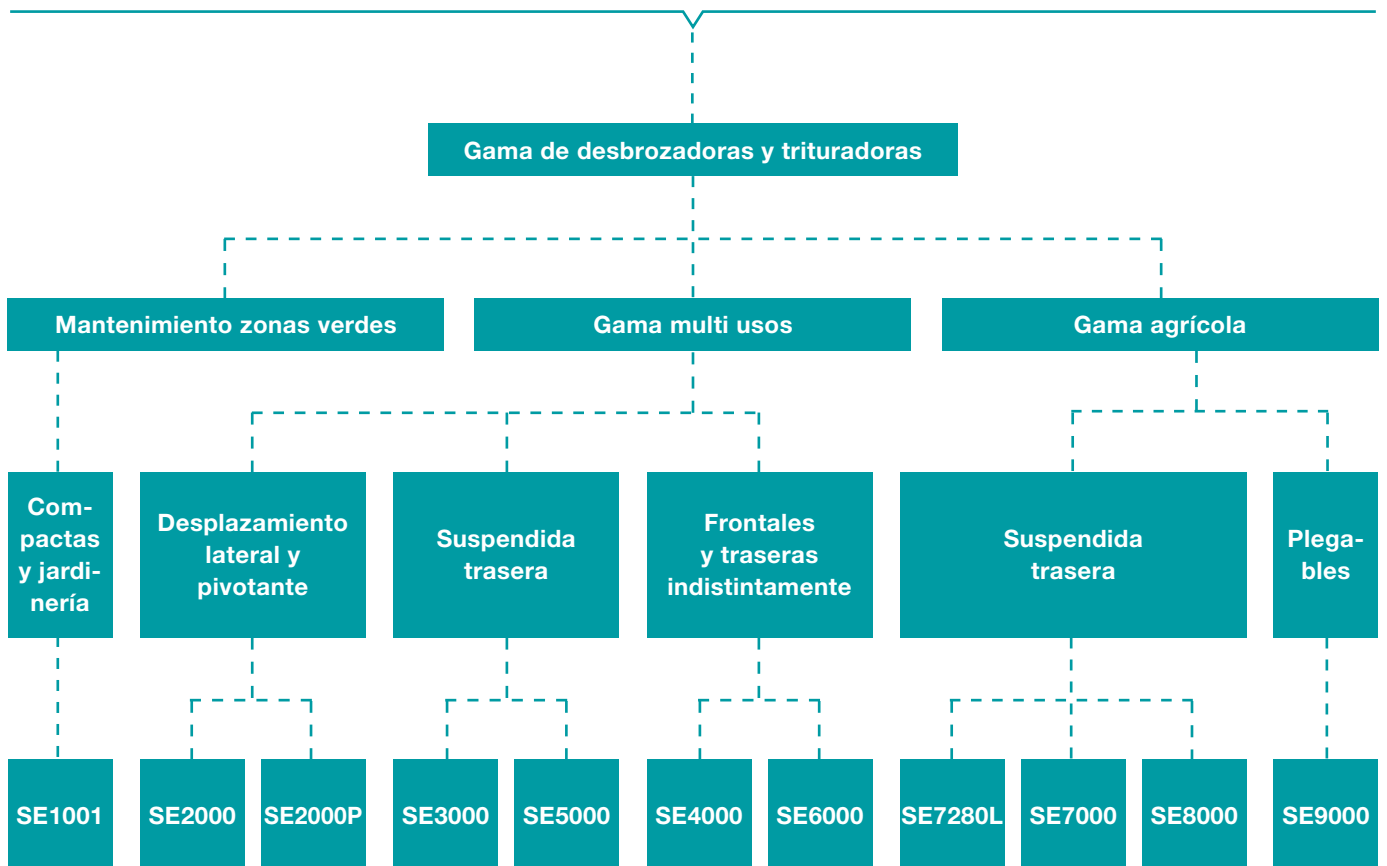 Gama de desbrozadoras y trituradoras
Mantenimiento zonas verdes
Gama multi usos
Gama agrícola
Com-
pactas
y jardi-
nería
Desplazamiento
lateral y
pivotante
Suspendida
trasera
Frontales
y traseras
indistintamente
Suspendida
trasera
Plega-
bles
SE1001
SE2000
SE2000P
SE3000
SE5000
SE4000
SE6000
SE7280L
SE7000
SE8000
SE9000